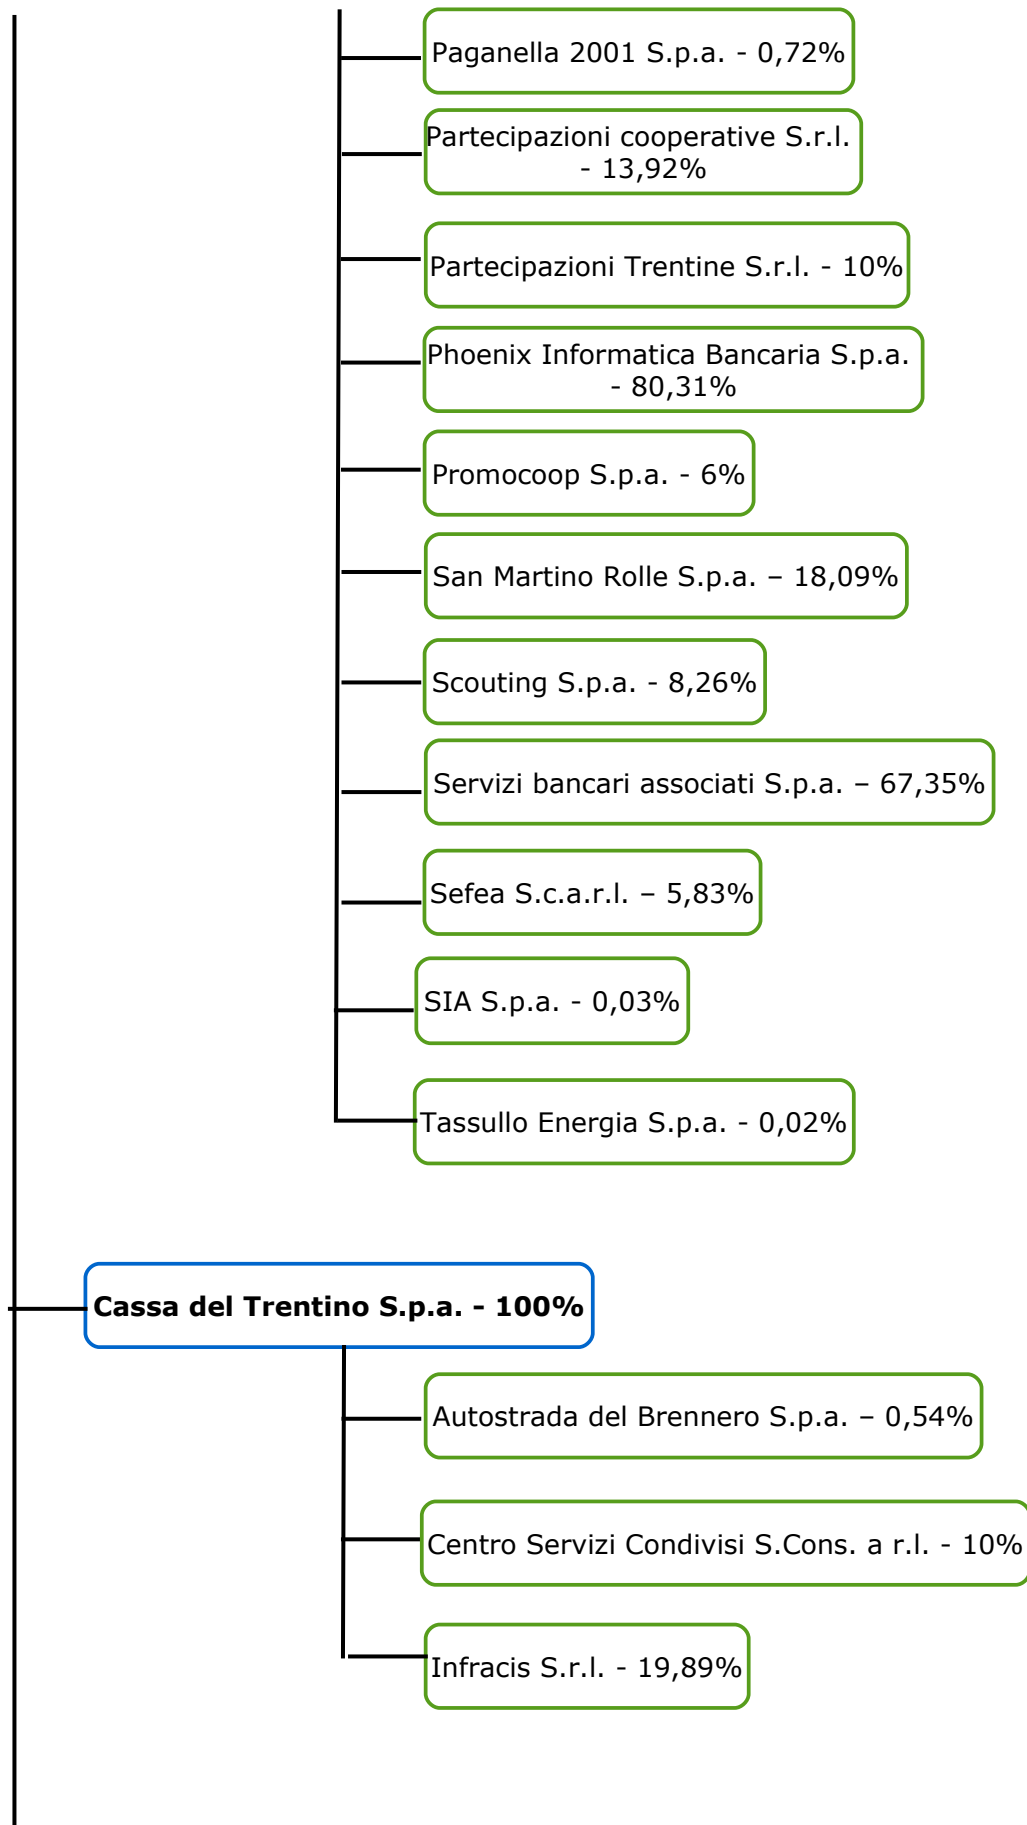 Paganella 2001 S.p.a. - 0,72%
Partecipazioni cooperative S.r.l.
- 13,92%
Partecipazioni Trentine S.r.l. - 10%
Phoenix Informatica Bancaria S.p.a.
- 80,31%
Promocoop S.p.a. - 6%
San Martino Rolle S.p.a. – 18,09%
Scouting S.p.a. - 8,26%
Servizi bancari associati S.p.a. – 67,35%
Sefea S.c.a.r.l. – 5,83%
SIA S.p.a. - 0,03%
Tassullo Energia S.p.a. - 0,02%
Cassa del Trentino S.p.a. - 100%
Autostrada del Brennero S.p.a. – 0,54%
Centro Servizi Condivisi S.Cons. a r.l. - 10%
Infracis S.r.l. - 19,89%